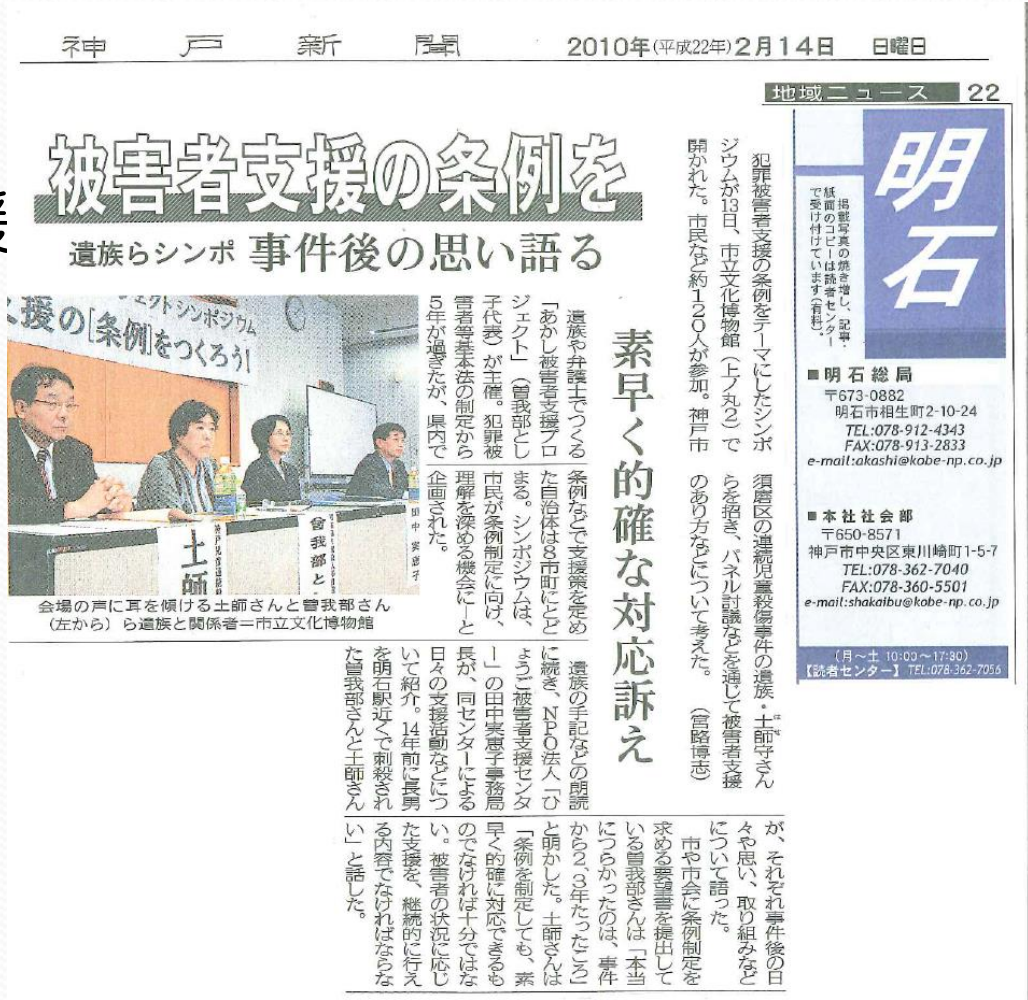 神戸新聞 2010年(平成22年)2月14日 日曜日
地域ニュース 22
明石
掲載写真の焼き増し、記事・
紙面のコピーは読者センター
で受け付けています(有料)。
■明石総局
〒673-0882
明石市相生町2-10-24
TEL:078-912-4343
FAX:078-913-2833
e-mail:akashi@kobe-np.co.jp
■本社社会部
〒650-8571
神戸市中央区東川崎町1-5-7
TEL:078-362-7040
FAX:078-360-5501
e-mail:shakaibu@kobe-np.co.jp
(月～土 10:00～17:30)
【読者センター】TEL:078-362-7056
援
被害者支援の条例を
遺族らシンポ 事件後の思い語る
素早く的確な対応訴え
犯罪被害者支援の条例をテーマにしたシンポ
ジウムが13日、市立文化博物館(上ノ丸2)で
開かれた。市民など約120人が参加。神戸市
須磨区の連続児童殺傷事件の遺族・土師守さん
らを招き、パネル討議などを通じて被害者支援
のあり方などについて考えた。 (宮路博志)
遺族や弁護士でつくる
「あかし被害者支援プロ
ジェクト」(曽我部とし
子代表)が主催。犯罪被
害者等基本法の制定から
5年が過ぎたが、県内で
条例などで支援策を定め
た自治体は8市町にとど
まる。シンポジウムは、
市民が条例制定に向け、
理解を深める機会に―と
企画された。
遺族の手記などの朗読
に続き、NPO法人「ひ
ょうご被害者支援センタ
ー」の田中実恵子事務局
長が、同センターによる
日々の支援活動などにつ
いて紹介。14年前に長男
を明石駅近くで刺殺され
た曽我部さんと土師さん
が、それぞれ事件後の日
々や思い、取り組みなど
について語った。
市や市会に条例制定を
求める要望書を提出して
いる曽我部さんは「本当
につらかったのは、事件
から2、3年たったころ」
と明かした。土師さんは
「条例を制定しても、素
早く的確に対応できるも
のでなければ十分ではな
い。被害者の状況に応じ
た支援を、継続的に行え
る内容でなければならな
い」と話した。
ジェクトシンポジウム
援の[条例]をつくろう!
土師
曽我部と
田中実恵子
会場の声に耳を傾ける土師さんと曽我部さん
(左から)ら遺族と関係者=市立文化博物館